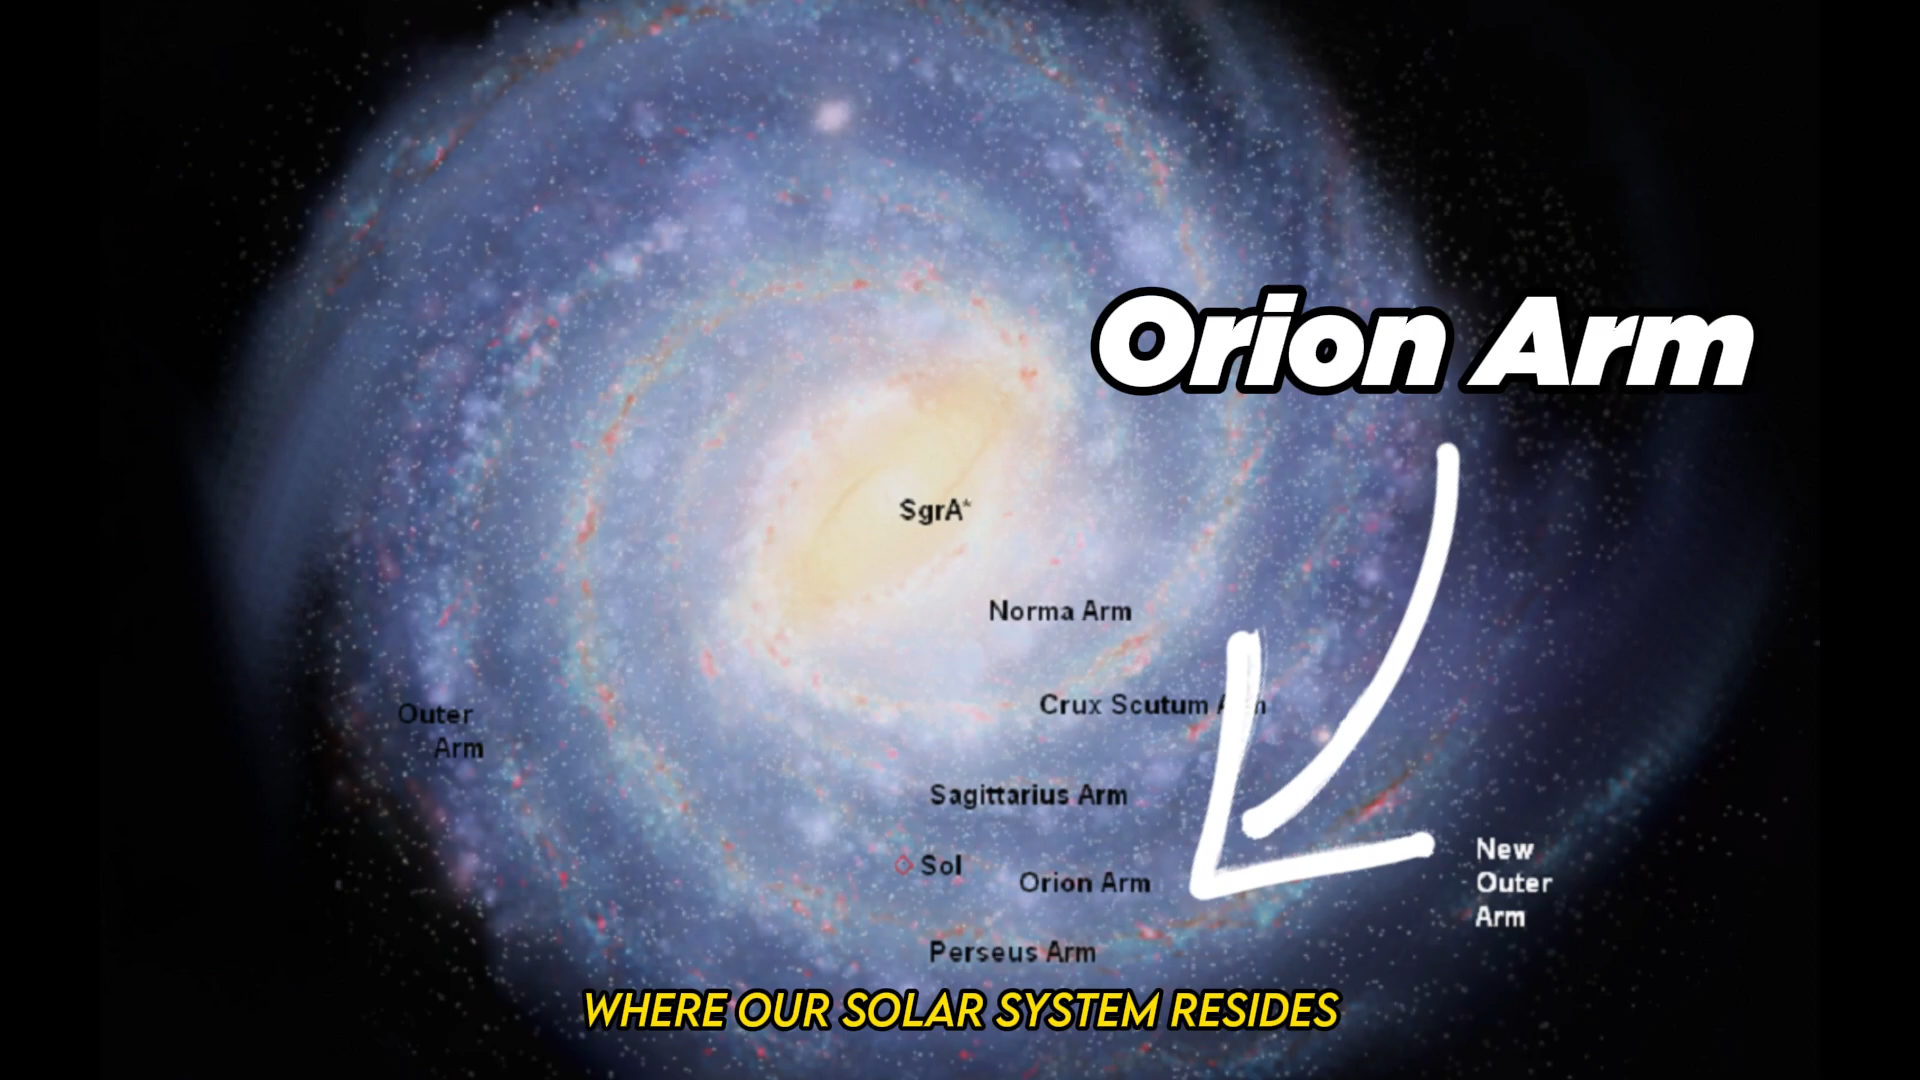 Orion Arm
SgrA*
Norma Arm
Crux Scutum Arm
Outer
Arm
Sagittarius Arm
Sol
Orion Arm
New
Outer
Arm
Perseus Arm
WHERE OUR SOLAR SYSTEM RESIDES